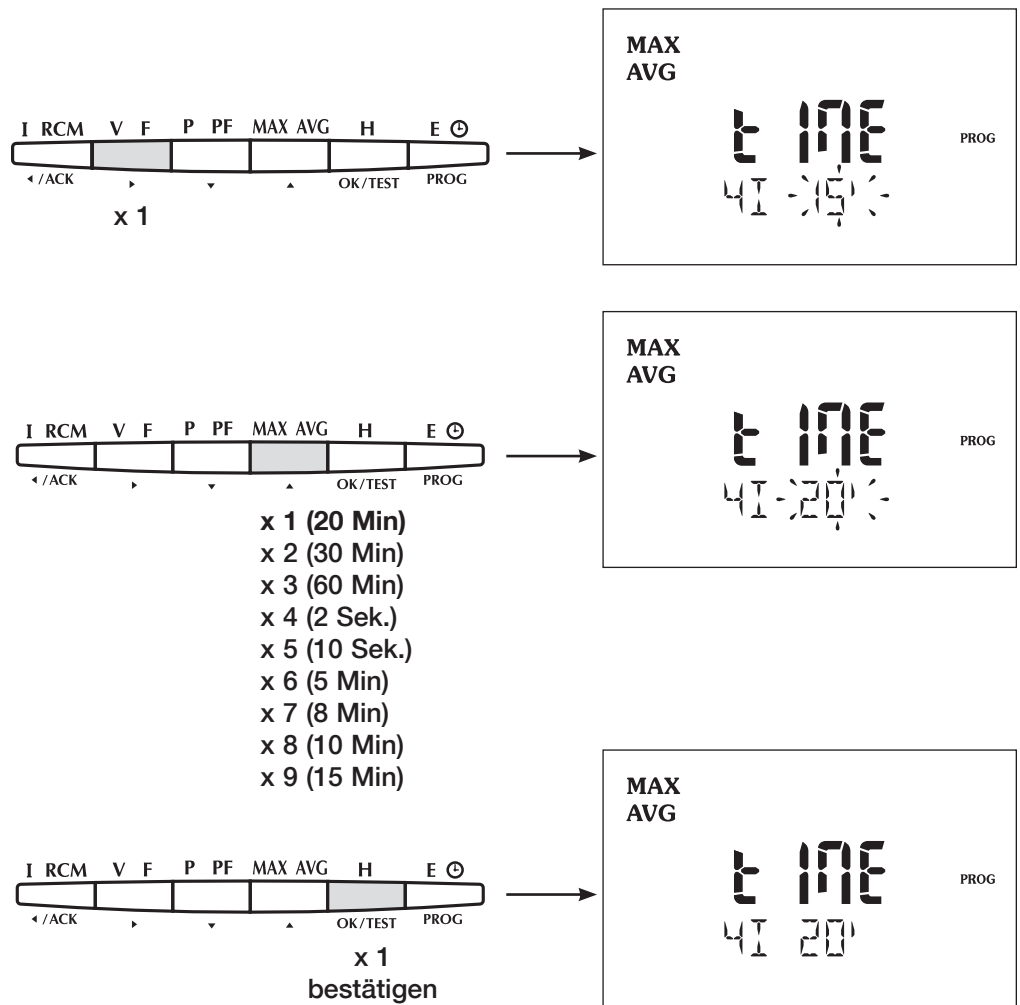 MAX
AVG
t IME
PROG
4I 15'
I RCM V F P PF MAX AVG H E
/ACK OK/TEST PROG
x 1
MAX
AVG
t IME
PROG
4I 20'
I RCM V F P PF MAX AVG H E
/ACK OK/TEST PROG
x 1 (20 Min)
x 2 (30 Min)
x 3 (60 Min)
x 4 (2 Sek.)
x 5 (10 Sek.)
x 6 (5 Min)
x 7 (8 Min)
x 8 (10 Min)
x 9 (15 Min)
MAX
AVG
t IME
PROG
4I 20'
I RCM V F P PF MAX AVG H E
/ACK OK/TEST PROG
x 1
bestätigen